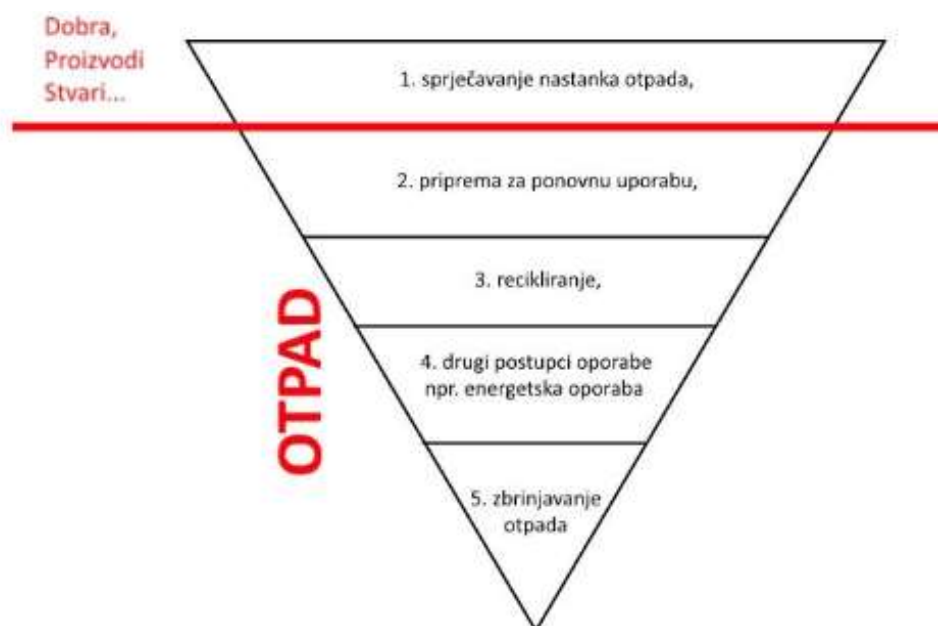 Dobra,
Proizvodi
Stvari...
1. sprječavanje nastanka otpada,
2. priprema za ponovnu uporabu,
3. recikliranje,
4. drugi postupci oporabe
npr. energetska oporaba
5. zbrinjavanje
otpada
OTPAD